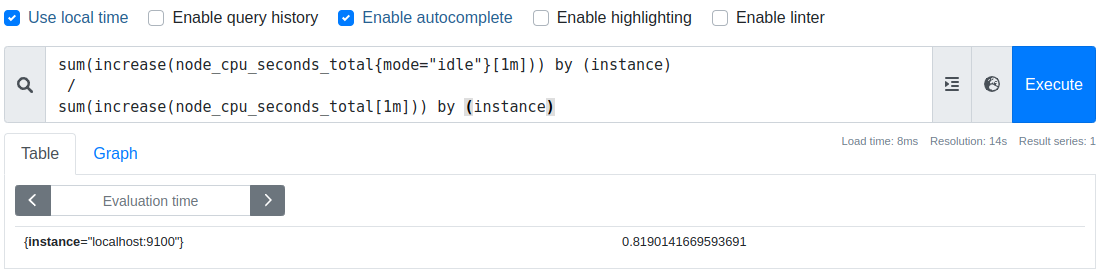 Use local time Enable query history Enable autocomplete Enable highlighting Enable linter
sum(increase(node_cpu_seconds_total{mode="idle"}[1m])) by (instance)
/
sum(increase(node_cpu_seconds_total[1m])) by (instance)
Execute
Load time: 8ms Resolution: 14s Result series: 1
Table Graph
Evaluation time
{instance="localhost:9100"} 0.8190141669593691